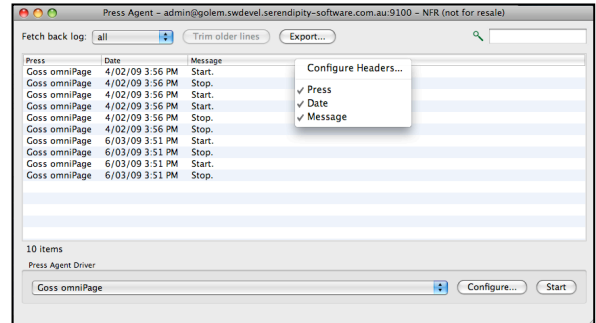 Press Agent – admin@golem.swdevel.serendipity-software.com.au:9100 – NFR (not for resale)
Fetch back log: all Trim older lines Export...
Press Date Message
Goss omniPage 4/02/09 3:56 PM Start.
Goss omniPage 4/02/09 3:56 PM Stop.
Goss omniPage 4/02/09 3:56 PM Start.
Goss omniPage 4/02/09 3:56 PM Stop.
Goss omniPage 4/02/09 3:56 PM Start.
Goss omniPage 4/02/09 3:56 PM Stop.
Goss omniPage 6/03/09 3:51 PM Start.
Goss omniPage 6/03/09 3:51 PM Stop.
Goss omniPage 6/03/09 3:51 PM Start.
Goss omniPage 6/03/09 3:51 PM Stop.
Configure Headers...
Press
Date
Message
10 items
Press Agent Driver
Goss omniPage Configure... Start